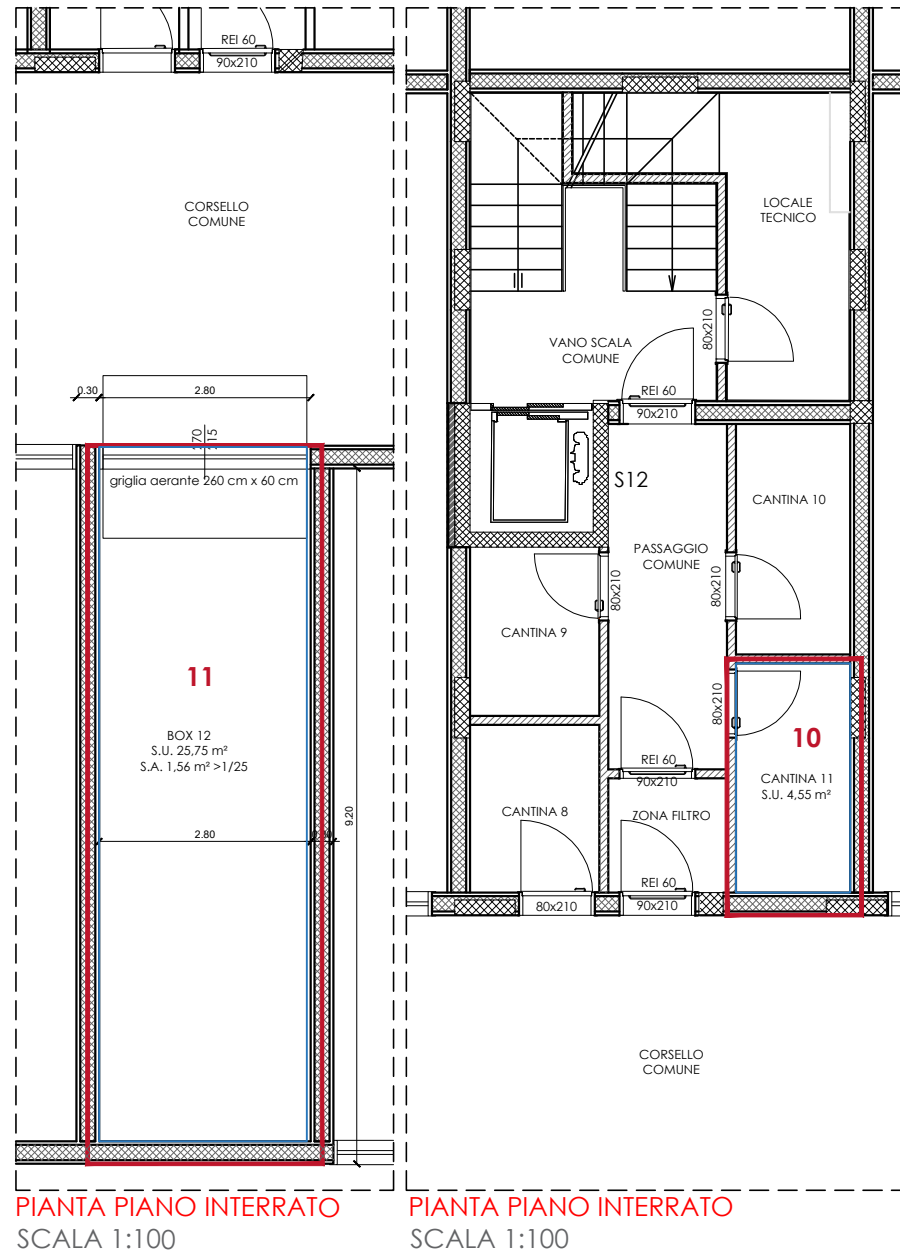 REI 60
90x210
CORSELLO
COMUNE
0.30
2.80
griglia aerante 260 cm x 60 cm
11
BOX 12
S.U. 25,75 m²
S.A. 1,56 m² >1/25
2.80
9.20
PIANTA PIANO INTERRATO
SCALA 1:100
LOCALE
TECNICO
VANO SCALA
COMUNE
80x210
REI 60
90x210
S12
CANTINA 10
PASSAGGIO
COMUNE
80x210
80x210
CANTINA 9
80x210
10
CANTINA 11
S.U. 4,55 m²
REI 60
90x210
CANTINA 8
ZONA FILTRO
REI 60
80x210
90x210
CORSELLO
COMUNE
PIANTA PIANO INTERRATO
SCALA 1:100